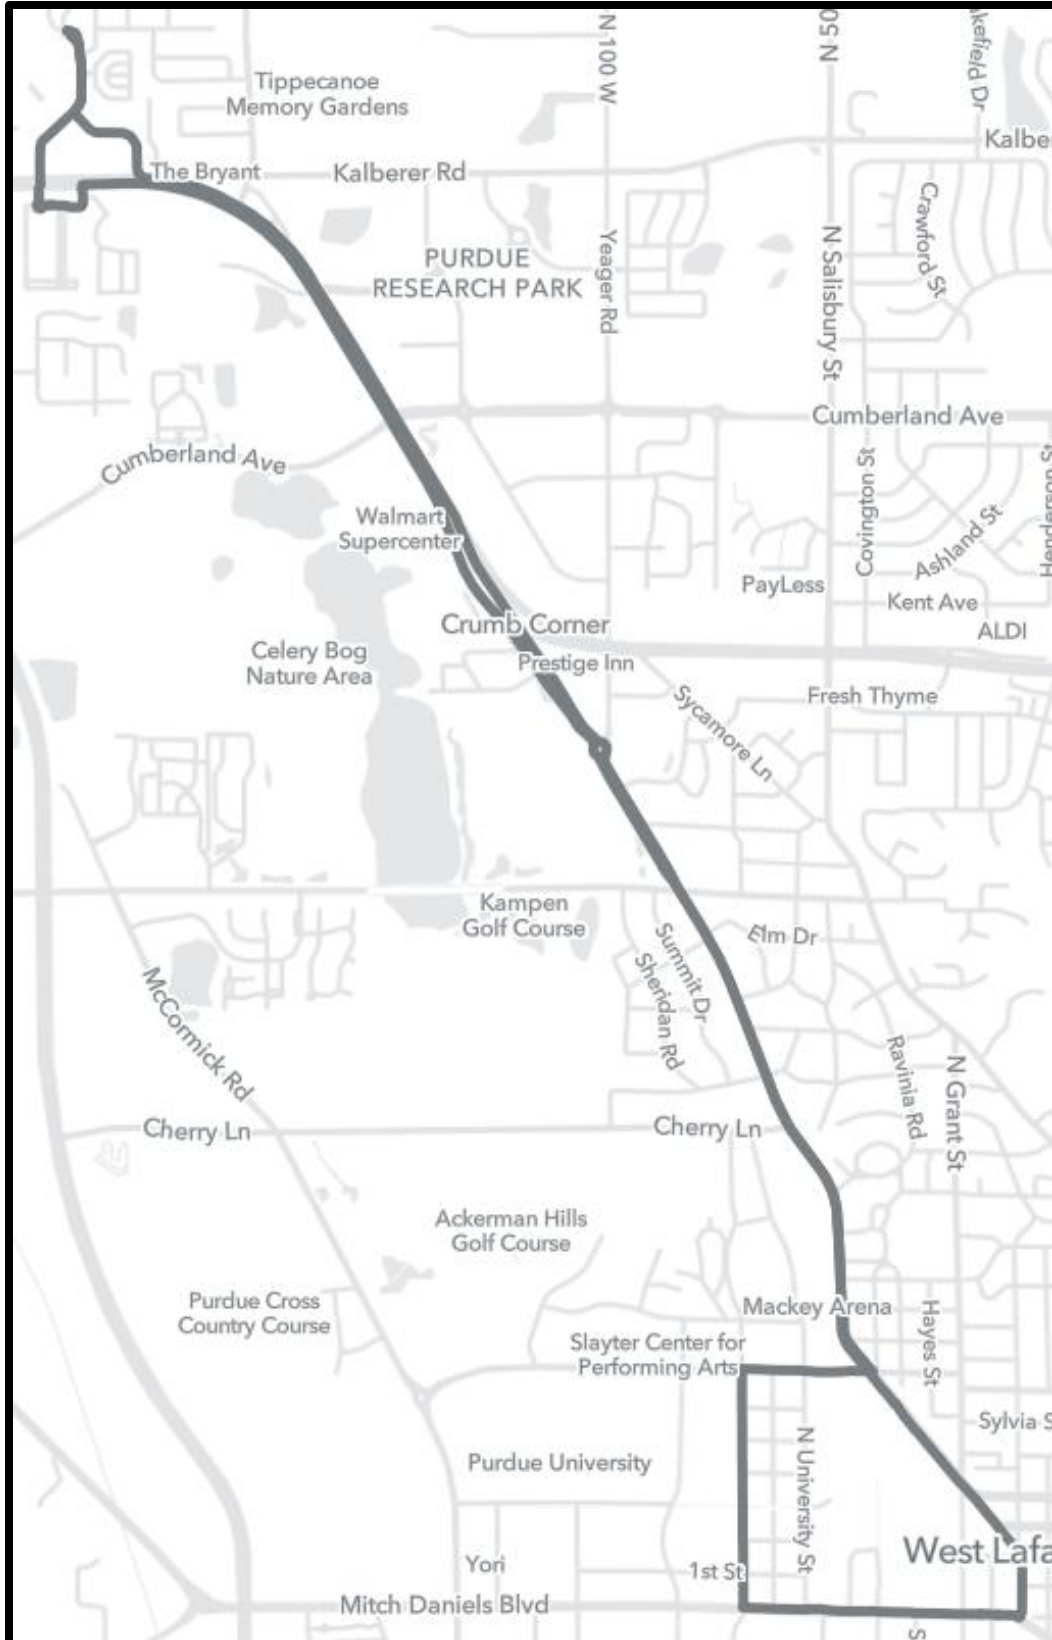 N 100 W
N 50
kefield Dr
Tippecanoe
Memory Gardens
Kalbe
The Bryant
Kalberer Rd
Crawford St
PURDUE
RESEARCH PARK
Yeager Rd
N Salisbury St
Cumberland Ave
Cumberland Ave
Covington St
Henderson S
Walmart
Supercenter
Ashland St
PayLess
Kent Ave
Crumb Corner
ALDI
Celery Bog
Nature Area
Prestige Inn
Sycamore Ln
Fresh Thyme
Kampen
Golf Course
Summit Dr
Sheridan Rd
Elm Dr
McCormick Rd
Ravinia Rd
N Grant St
Cherry Ln
Cherry Ln
Ackerman Hills
Golf Course
Purdue Cross
Country Course
Mackey Arena
Hayes St
Slayter Center for
Performing Arts
Sylvia S
N University St
Purdue University
West Lafa
Yori
1st St
Mitch Daniels Blvd
S